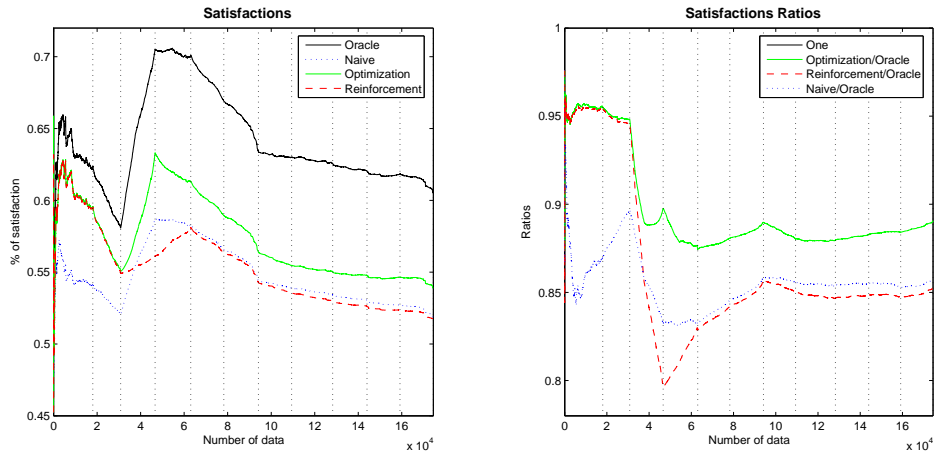 Satisfactions
0.7
0.65
0.6
0.55
0.5
0.45
% of satisfaction
Oracle
Naive
Optimization
Reinforcement
0 2 4 6 8 10 12 14 16
Number of data
x 10^4
Satisfactions Ratios
1
0.95
0.9
0.85
0.8
Ratios
One
Optimization/Oracle
Reinforcement/Oracle
Naive/Oracle
0 2 4 6 8 10 12 14 16
Number of data
x 10^4